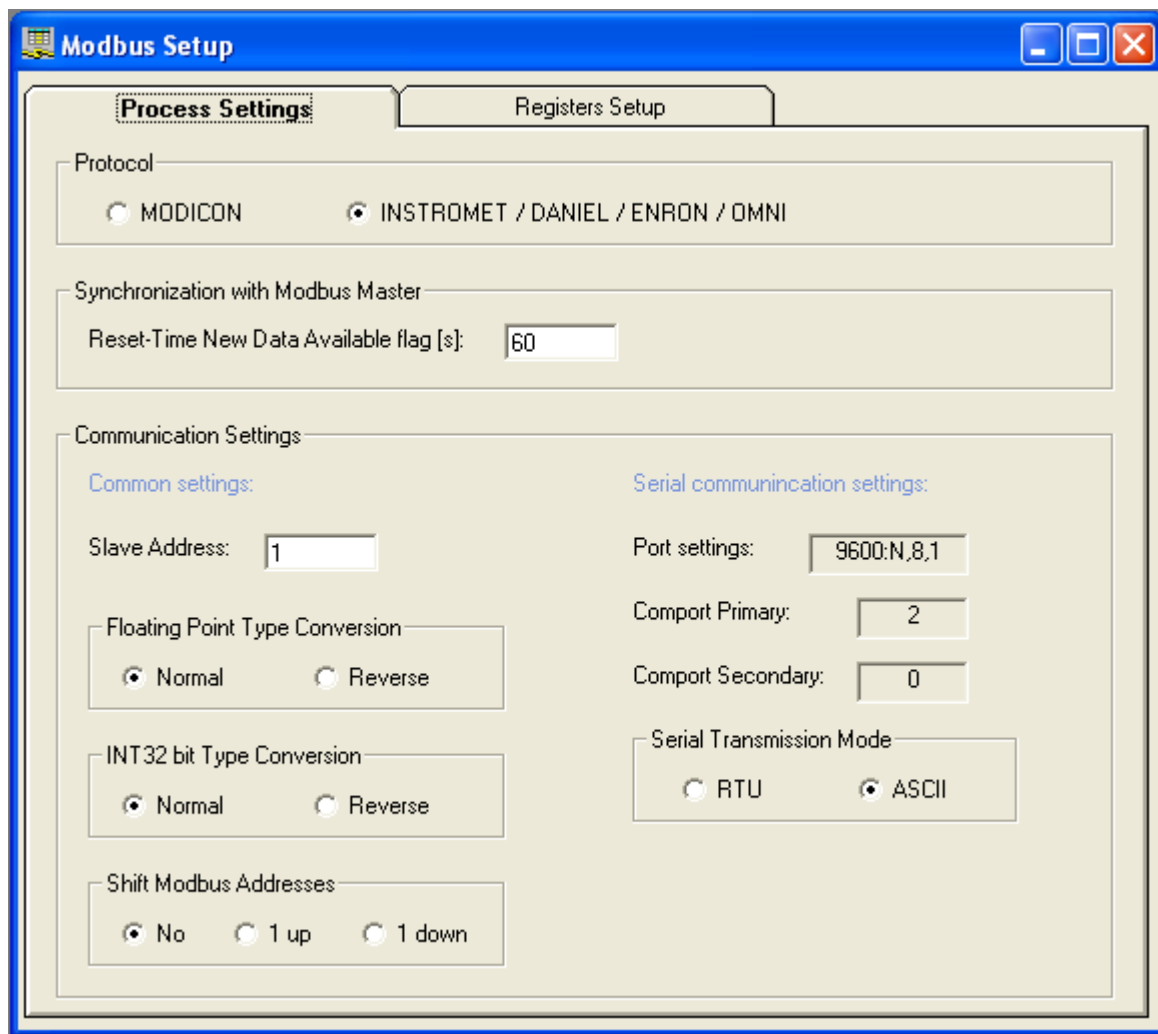 Modbus Setup
Process Settings
Registers Setup
Protocol
MODICON
INSTROMET / DANIEL / ENRON / OMNI
Synchronization with Modbus Master
Reset-Time New Data Available flag [s]: 60
Communication Settings
Common settings:
Slave Address: 1
Floating Point Type Conversion
Normal Reverse
INT32 bit Type Conversion
Normal Reverse
Shift Modbus Addresses
No 1 up 1 down
Serial communincation settings:
Port settings: 9600:N,8,1
Comport Primary: 2
Comport Secondary: 0
Serial Transmission Mode
RTU ASCII